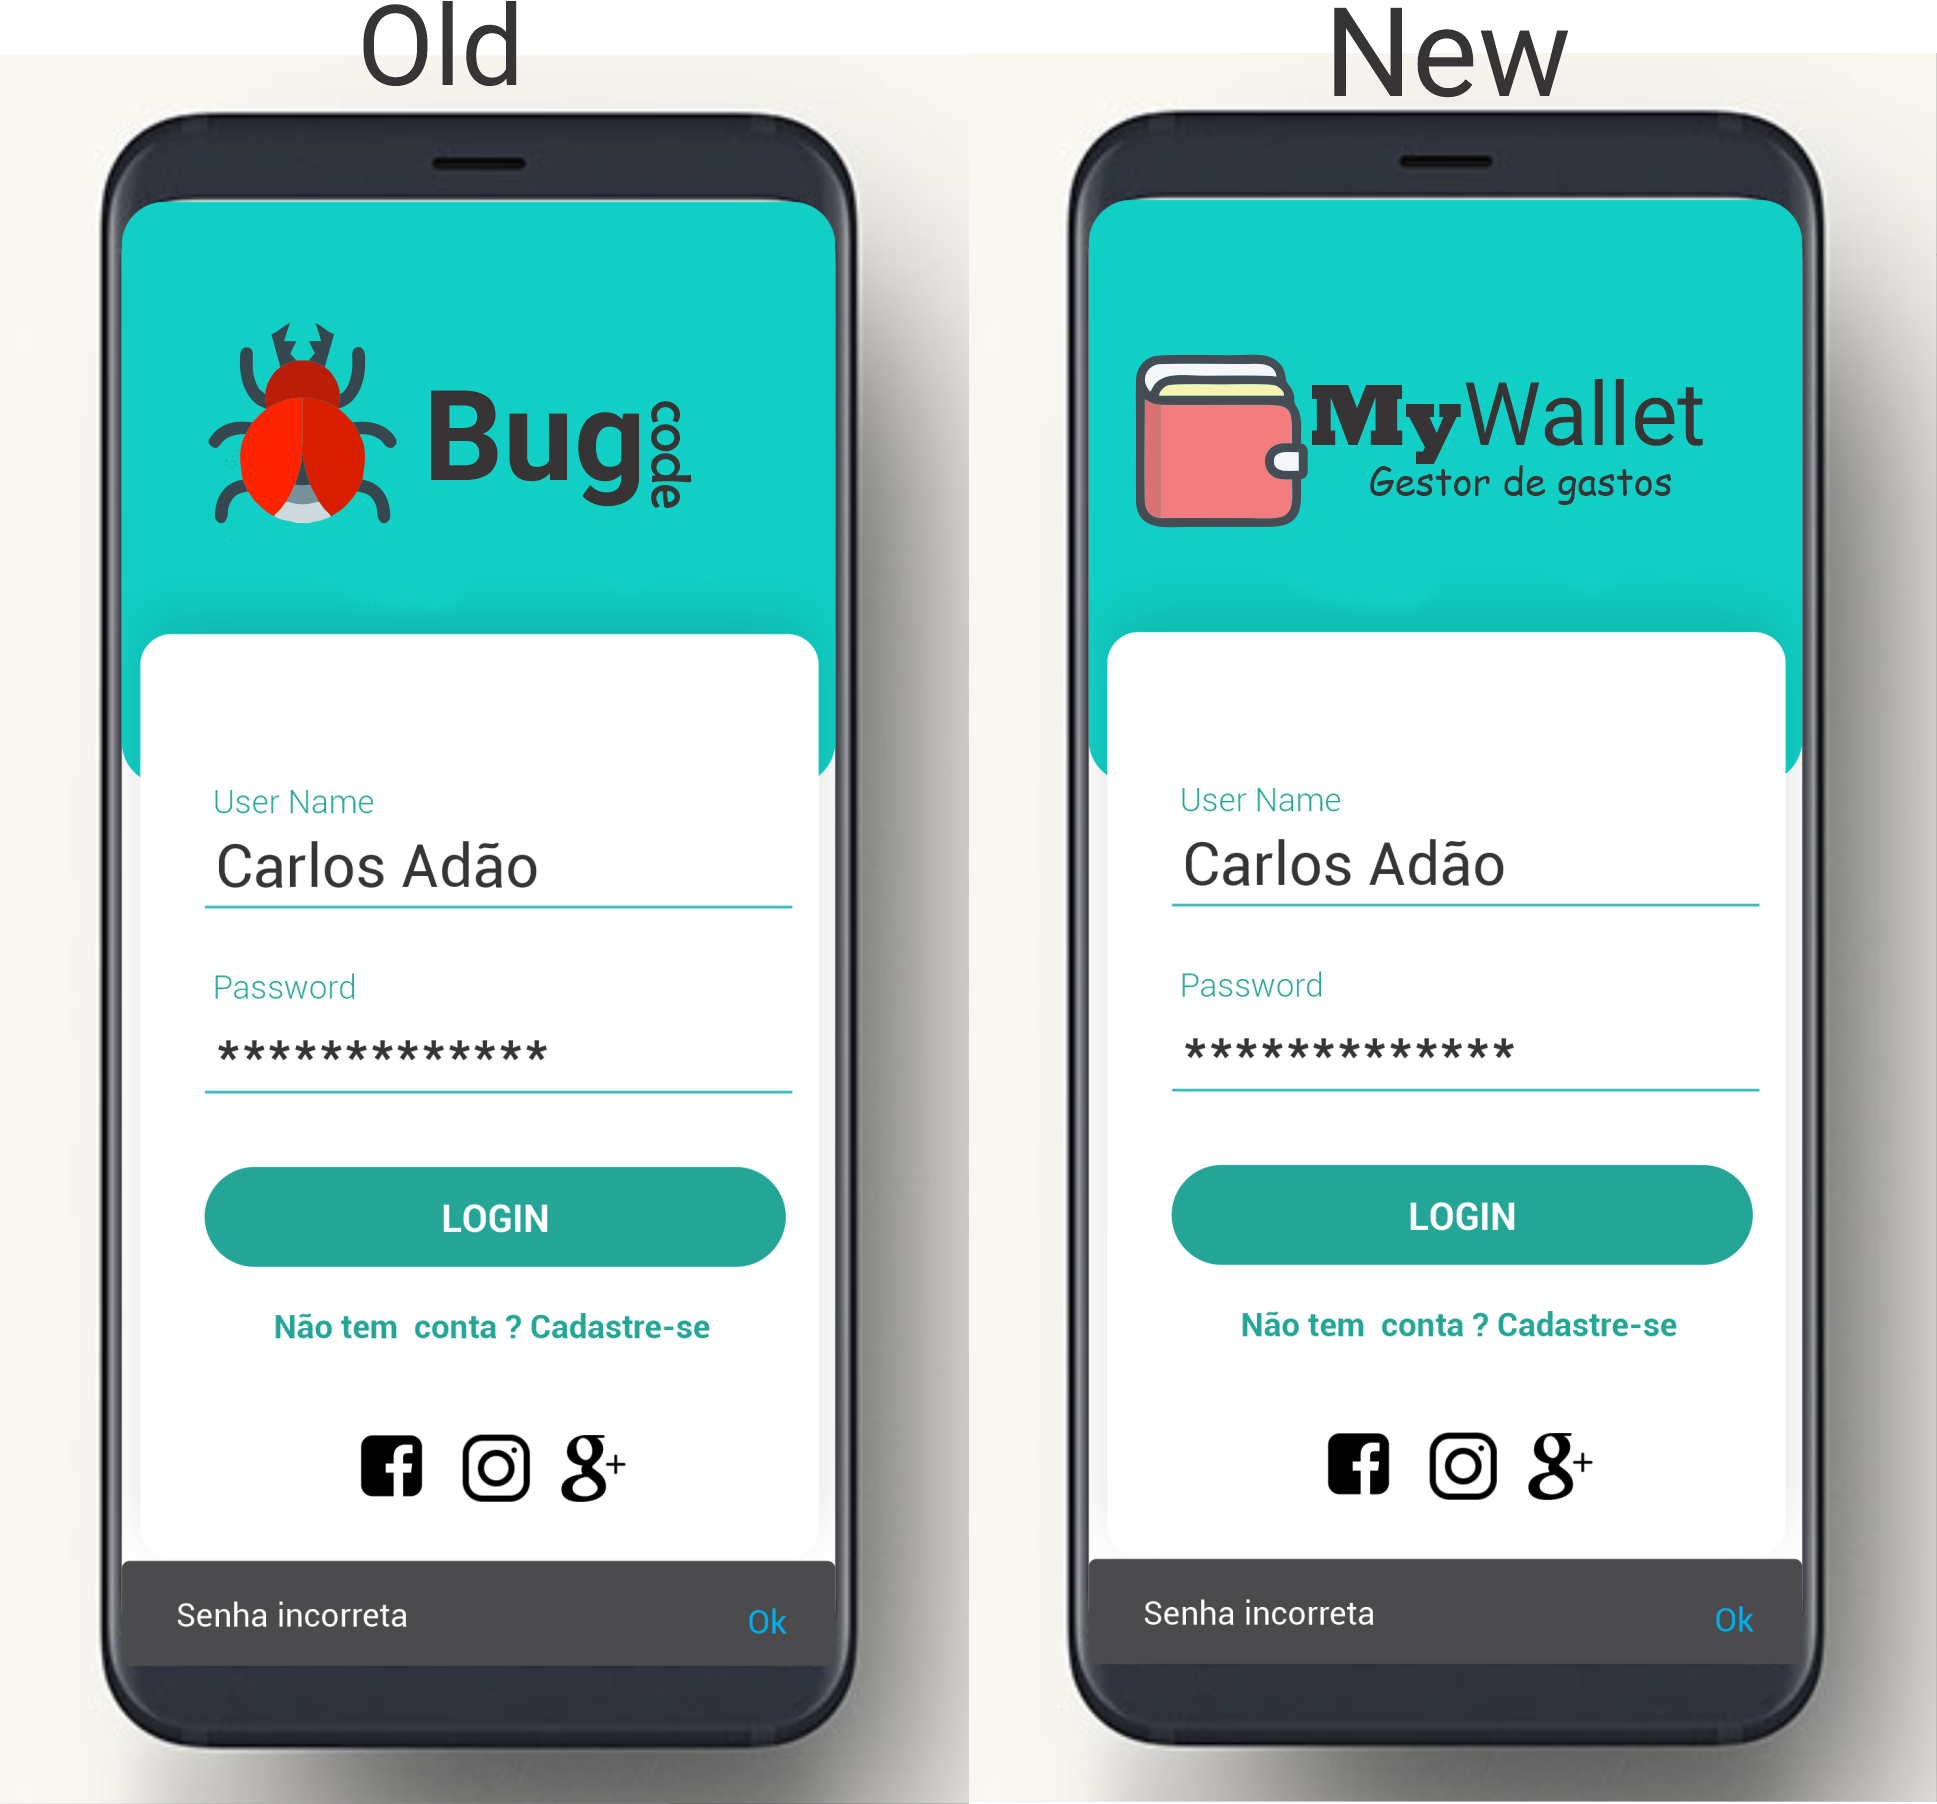 Old
Bug code
User Name
Carlos Adão
Password
*************
LOGIN
Não tem  conta ? Cadastre-se
g+
Senha incorreta
Ok
New
MyWallet
Gestor de gastos
User Name
Carlos Adão
Password
*************
LOGIN
Não tem  conta ? Cadastre-se
g+
Senha incorreta
Ok